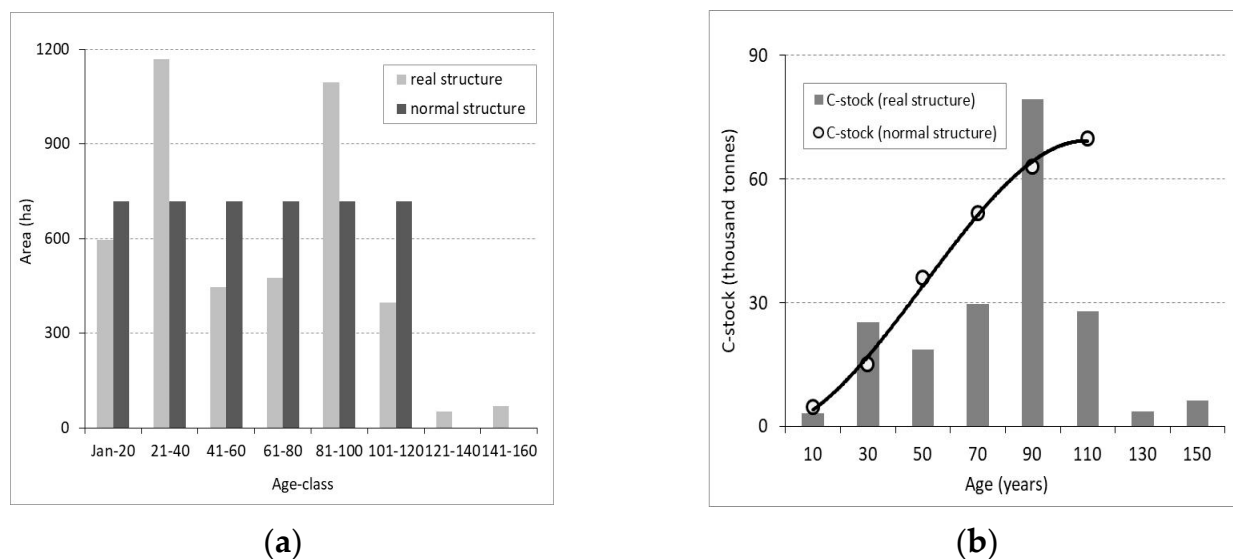 1200
900
600
300
0
Area (ha)
real structure
normal structure
Jan-20 21-40 41-60 61-80 81-100 101-120 121-140 141-160
Age-class
(a)
90
60
30
0
C-stock (thousand tonnes)
C-stock (real structure)
C-stock (normal structure)
10 30 50 70 90 110 130 150
Age (years)
(b)